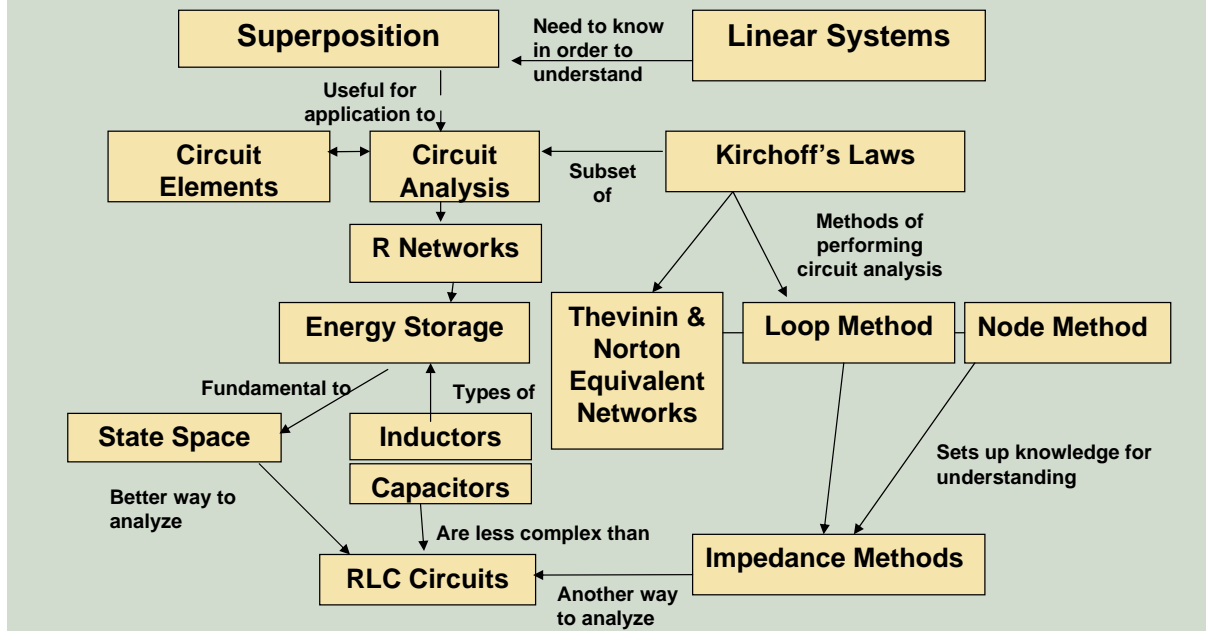 Superposition
Need to know
in order to
understand
Linear Systems
Useful for
application to
Circuit
Elements
Circuit
Analysis
Subset
of
Kirchoff's Laws
R Networks
Methods of
performing
circuit analysis
Energy Storage
Thevinin &
Norton
Equivalent
Networks
Loop Method
Node Method
Fundamental to
Types of
State Space
Inductors
Capacitors
Sets up knowledge for
understanding
Better way to
analyze
Are less complex than
RLC Circuits
Impedance Methods
Another way
to analyze